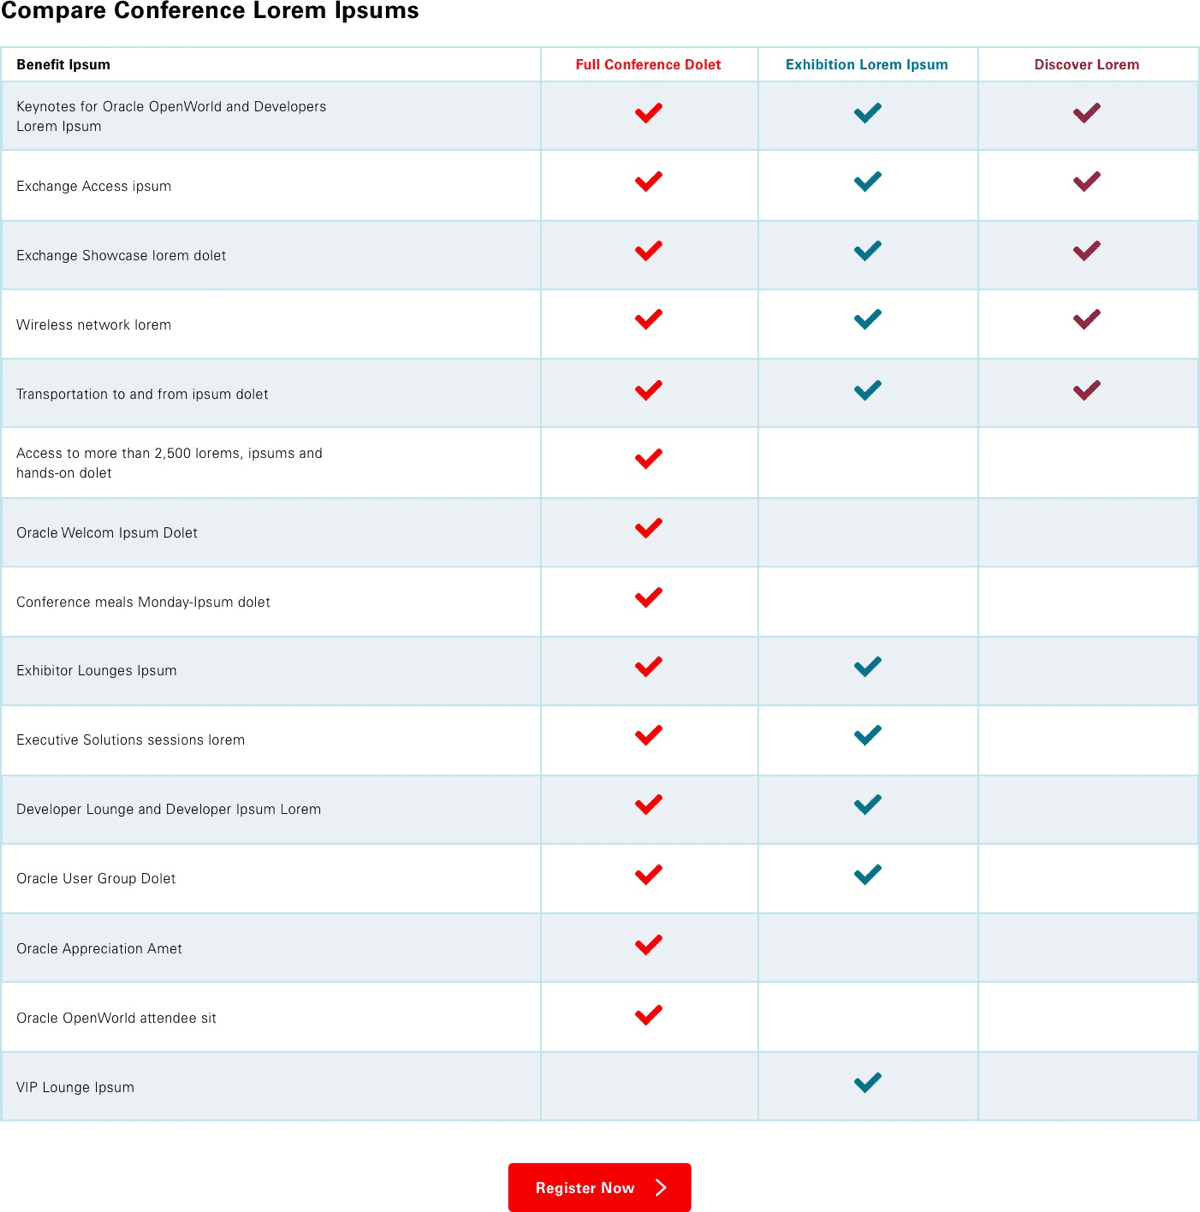 Compare Conference Lorem Ipsums
Benefit Ipsum
Full Conference Dolet
Exhibition Lorem Ipsum
Discover Lorem
Keynotes for Oracle OpenWorld and Developers
Lorem Ipsum
Exchange Access ipsum
Exchange Showcase lorem dolet
Wireless network lorem
Transportation to and from ipsum dolet
Access to more than 2,500 lorems, ipsums and
hands-on dolet
Oracle Welcom Ipsum Dolet
Conference meals Monday-Ipsum dolet
Exhibitor Lounges Ipsum
Executive Solutions sessions lorem
Developer Lounge and Developer Ipsum Lorem
Oracle User Group Dolet
Oracle Appreciation Amet
Oracle OpenWorld attendee sit
VIP Lounge Ipsum
Register Now